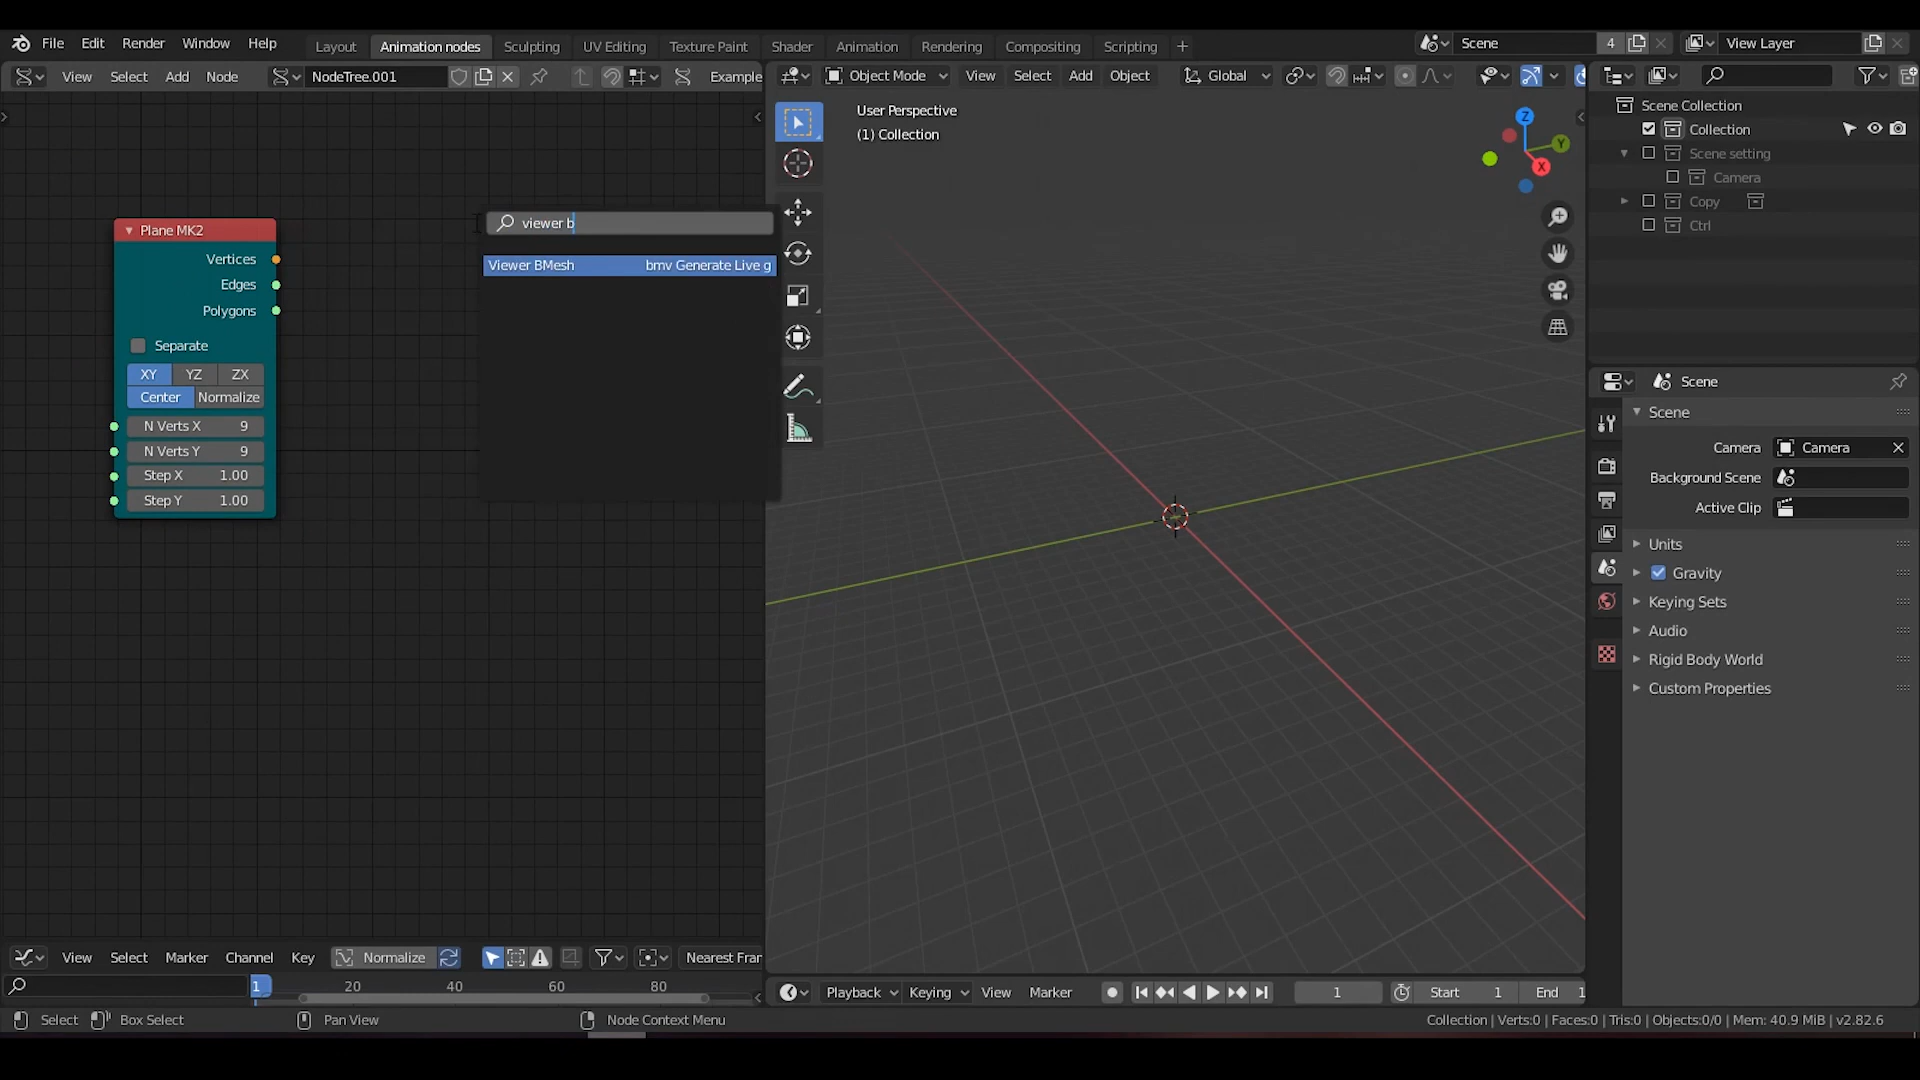 File Edit Render Window Help
Layout Animation nodes Sculpting UV Editing Texture Paint Shader Animation Rendering Compositing Scripting +
Scene 4 View Layer
View Select Add Node NodeTree.001 Example
Object Mode View Select Add Object Global
User Perspective
(1) Collection
Z
Y
X
Plane MK2
Vertices
Edges
Polygons
Separate
XY YZ ZX
Center Normalize
N Verts X 9
N Verts Y 9
Step X 1.00
Step Y 1.00
viewer b
Viewer BMesh bmv Generate Live g
Scene Collection
Collection
Scene setting
Camera
Copy
Ctrl
Scene
Scene
Camera Camera
Background Scene
Active Clip
Units
Gravity
Keying Sets
Audio
Rigid Body World
Custom Properties
View Select Marker Channel Key Normalize Nearest Fran
1 20 40 60 80
Playback Keying View Marker 1 Start 1 End 1
Select Box Select Pan View Node Context Menu
Collection | Verts:0 | Faces:0 | Tris:0 | Objects:0/0 | Mem: 40.9 MiB | v2.82.6